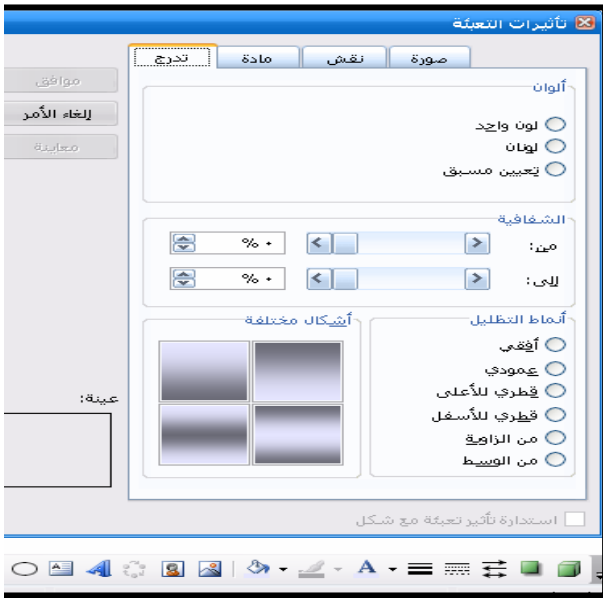 تأثيرات التعبئة
صورة نقش مادة تدرج
موافق
إلغاء الأمر
معاينة
ألوان
لون واحد
لونان
تعيين مسبق
الشفافية
من: ٠ %
إلى: ٠ %
أنماط التظليل
أفقي
عمودي
قطري للأعلى
قطري للأسفل
من الزاوية
من الوسط
أشكال مختلفة
عينة:
استدارة تأثير تعبئة مع شكل
A A A